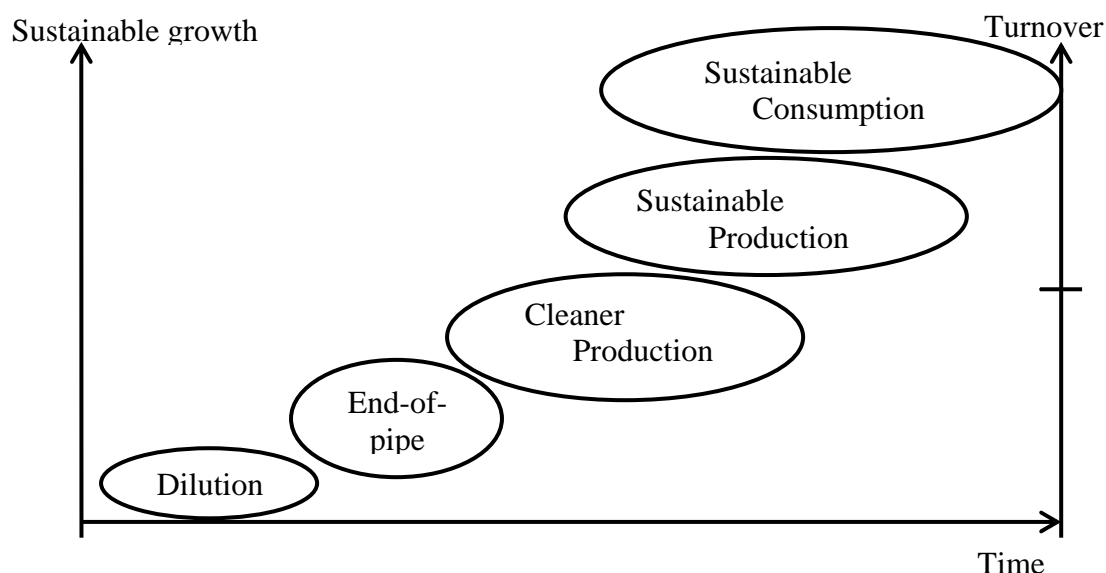 Sustainable growth
Turnover
Sustainable
Consumption
Sustainable
Production
Cleaner
Production
End-of-
pipe
Dilution
Time